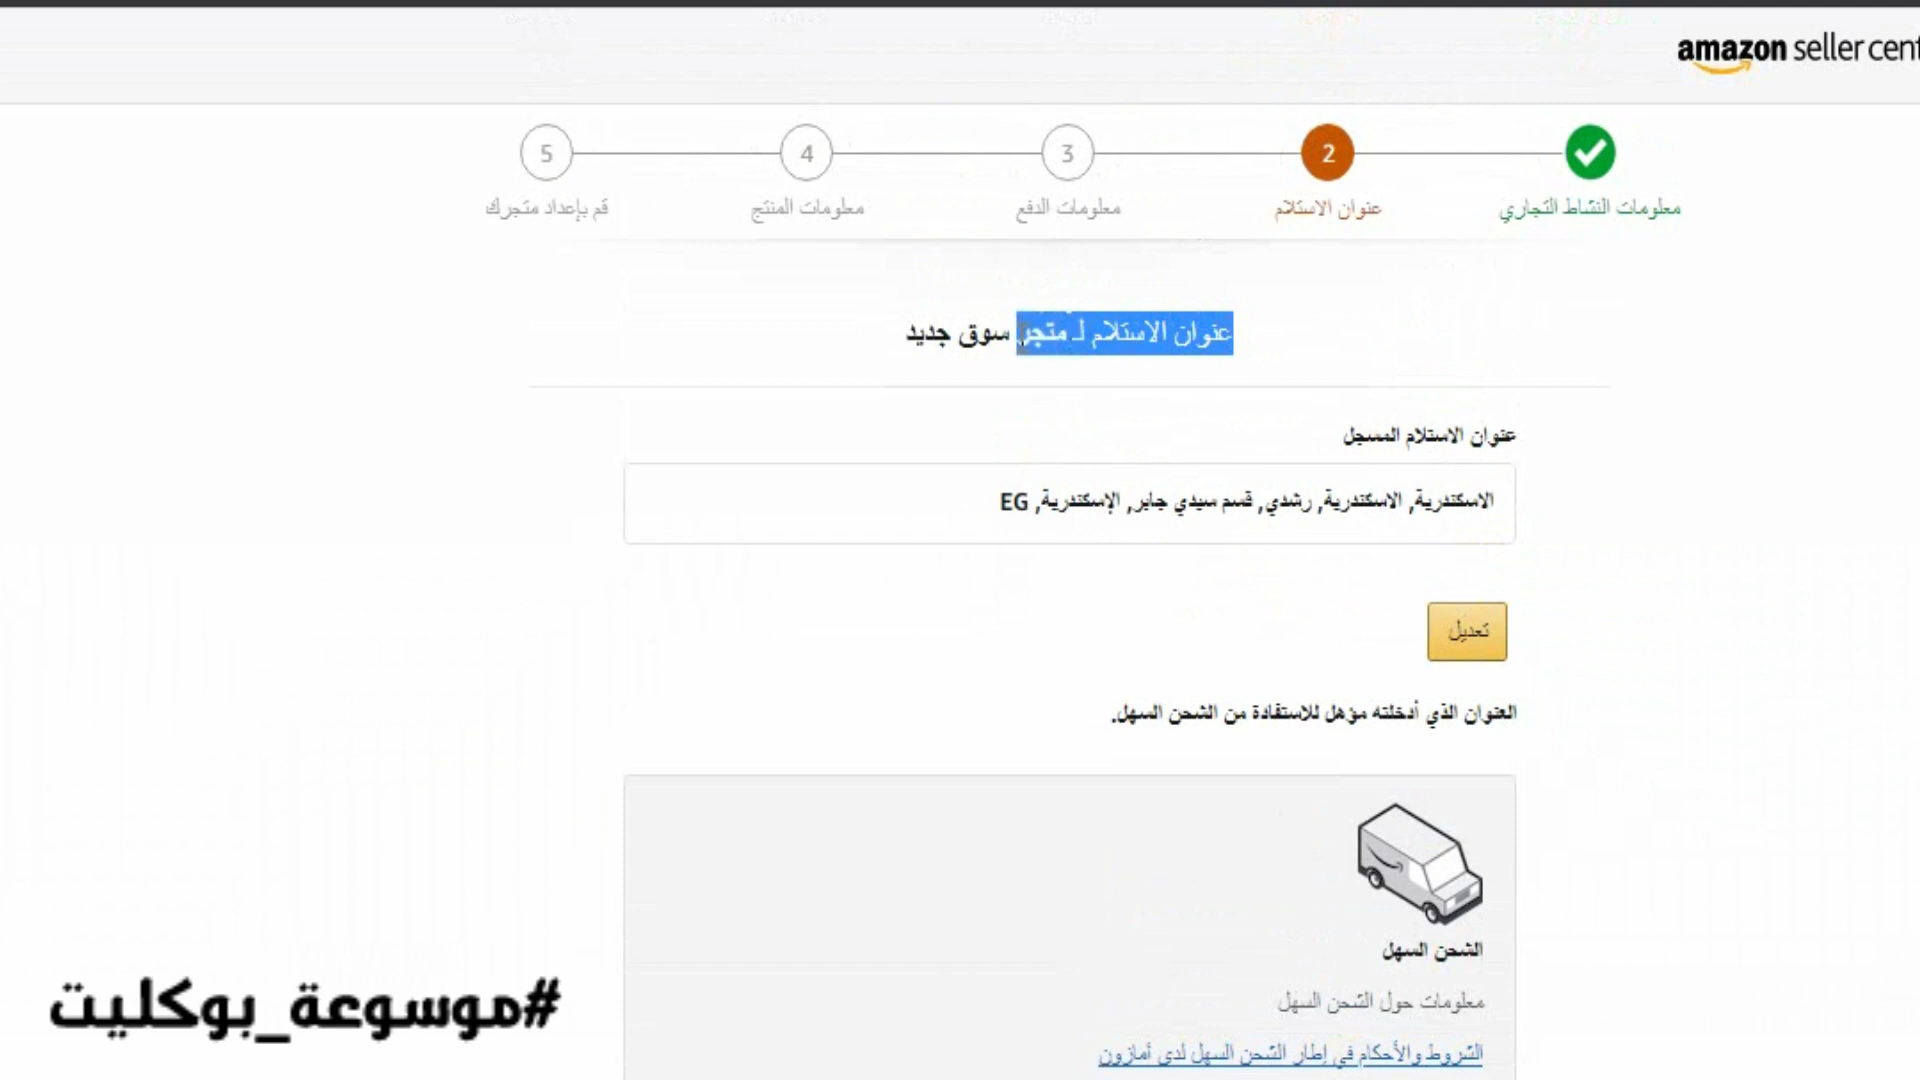 amazon seller cent
2 3 4 5
معلومات النشاط التجاري عنوان الاستلام معلومات الدفع معلومات المنتج قم بإعداد متجرك
عنوان الاستلام لـ متجر سوق جديد
عنوان الاستلام المسجل
الاسكندرية, الاسكندرية, رشدي, قسم سيدي جابر, الإسكندرية, EG
تعديل
العنوان الذي أدخلته مؤهل للاستفادة من الشحن السهل.
الشحن السهل
معلومات حول الشحن السهل
الشروط والأحكام في إطار الشحن السهل لدى أمازون
#موسوعة_بوكليت